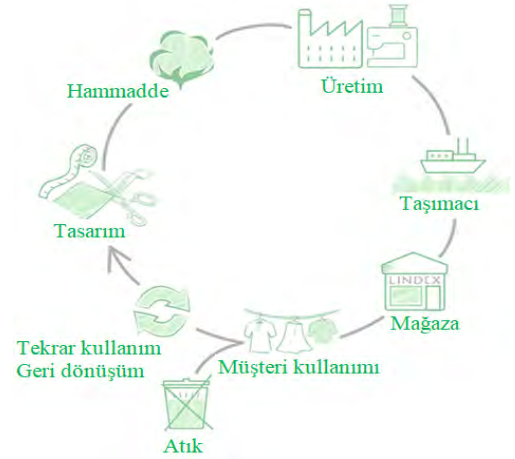 Hammadde
Üretim
Taşımacı
LINDEX
Mağaza
Müşteri kullanımı
Atık
Tekrar kullanım
Geri dönüşüm
Tasarım